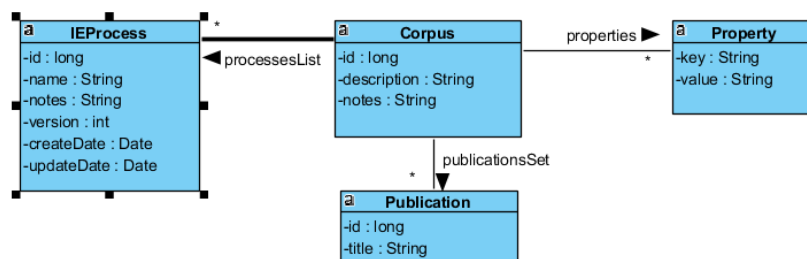 a IEProcess
-id : long
-name : String
-notes : String
-version : int
-createDate : Date
-updateDate : Date
*
processesList
a Corpus
-id : long
-description : String
-notes : String
properties
*
a Property
-key : String
-value : String
publicationsSet
*
a Publication
-id : long
-title : String